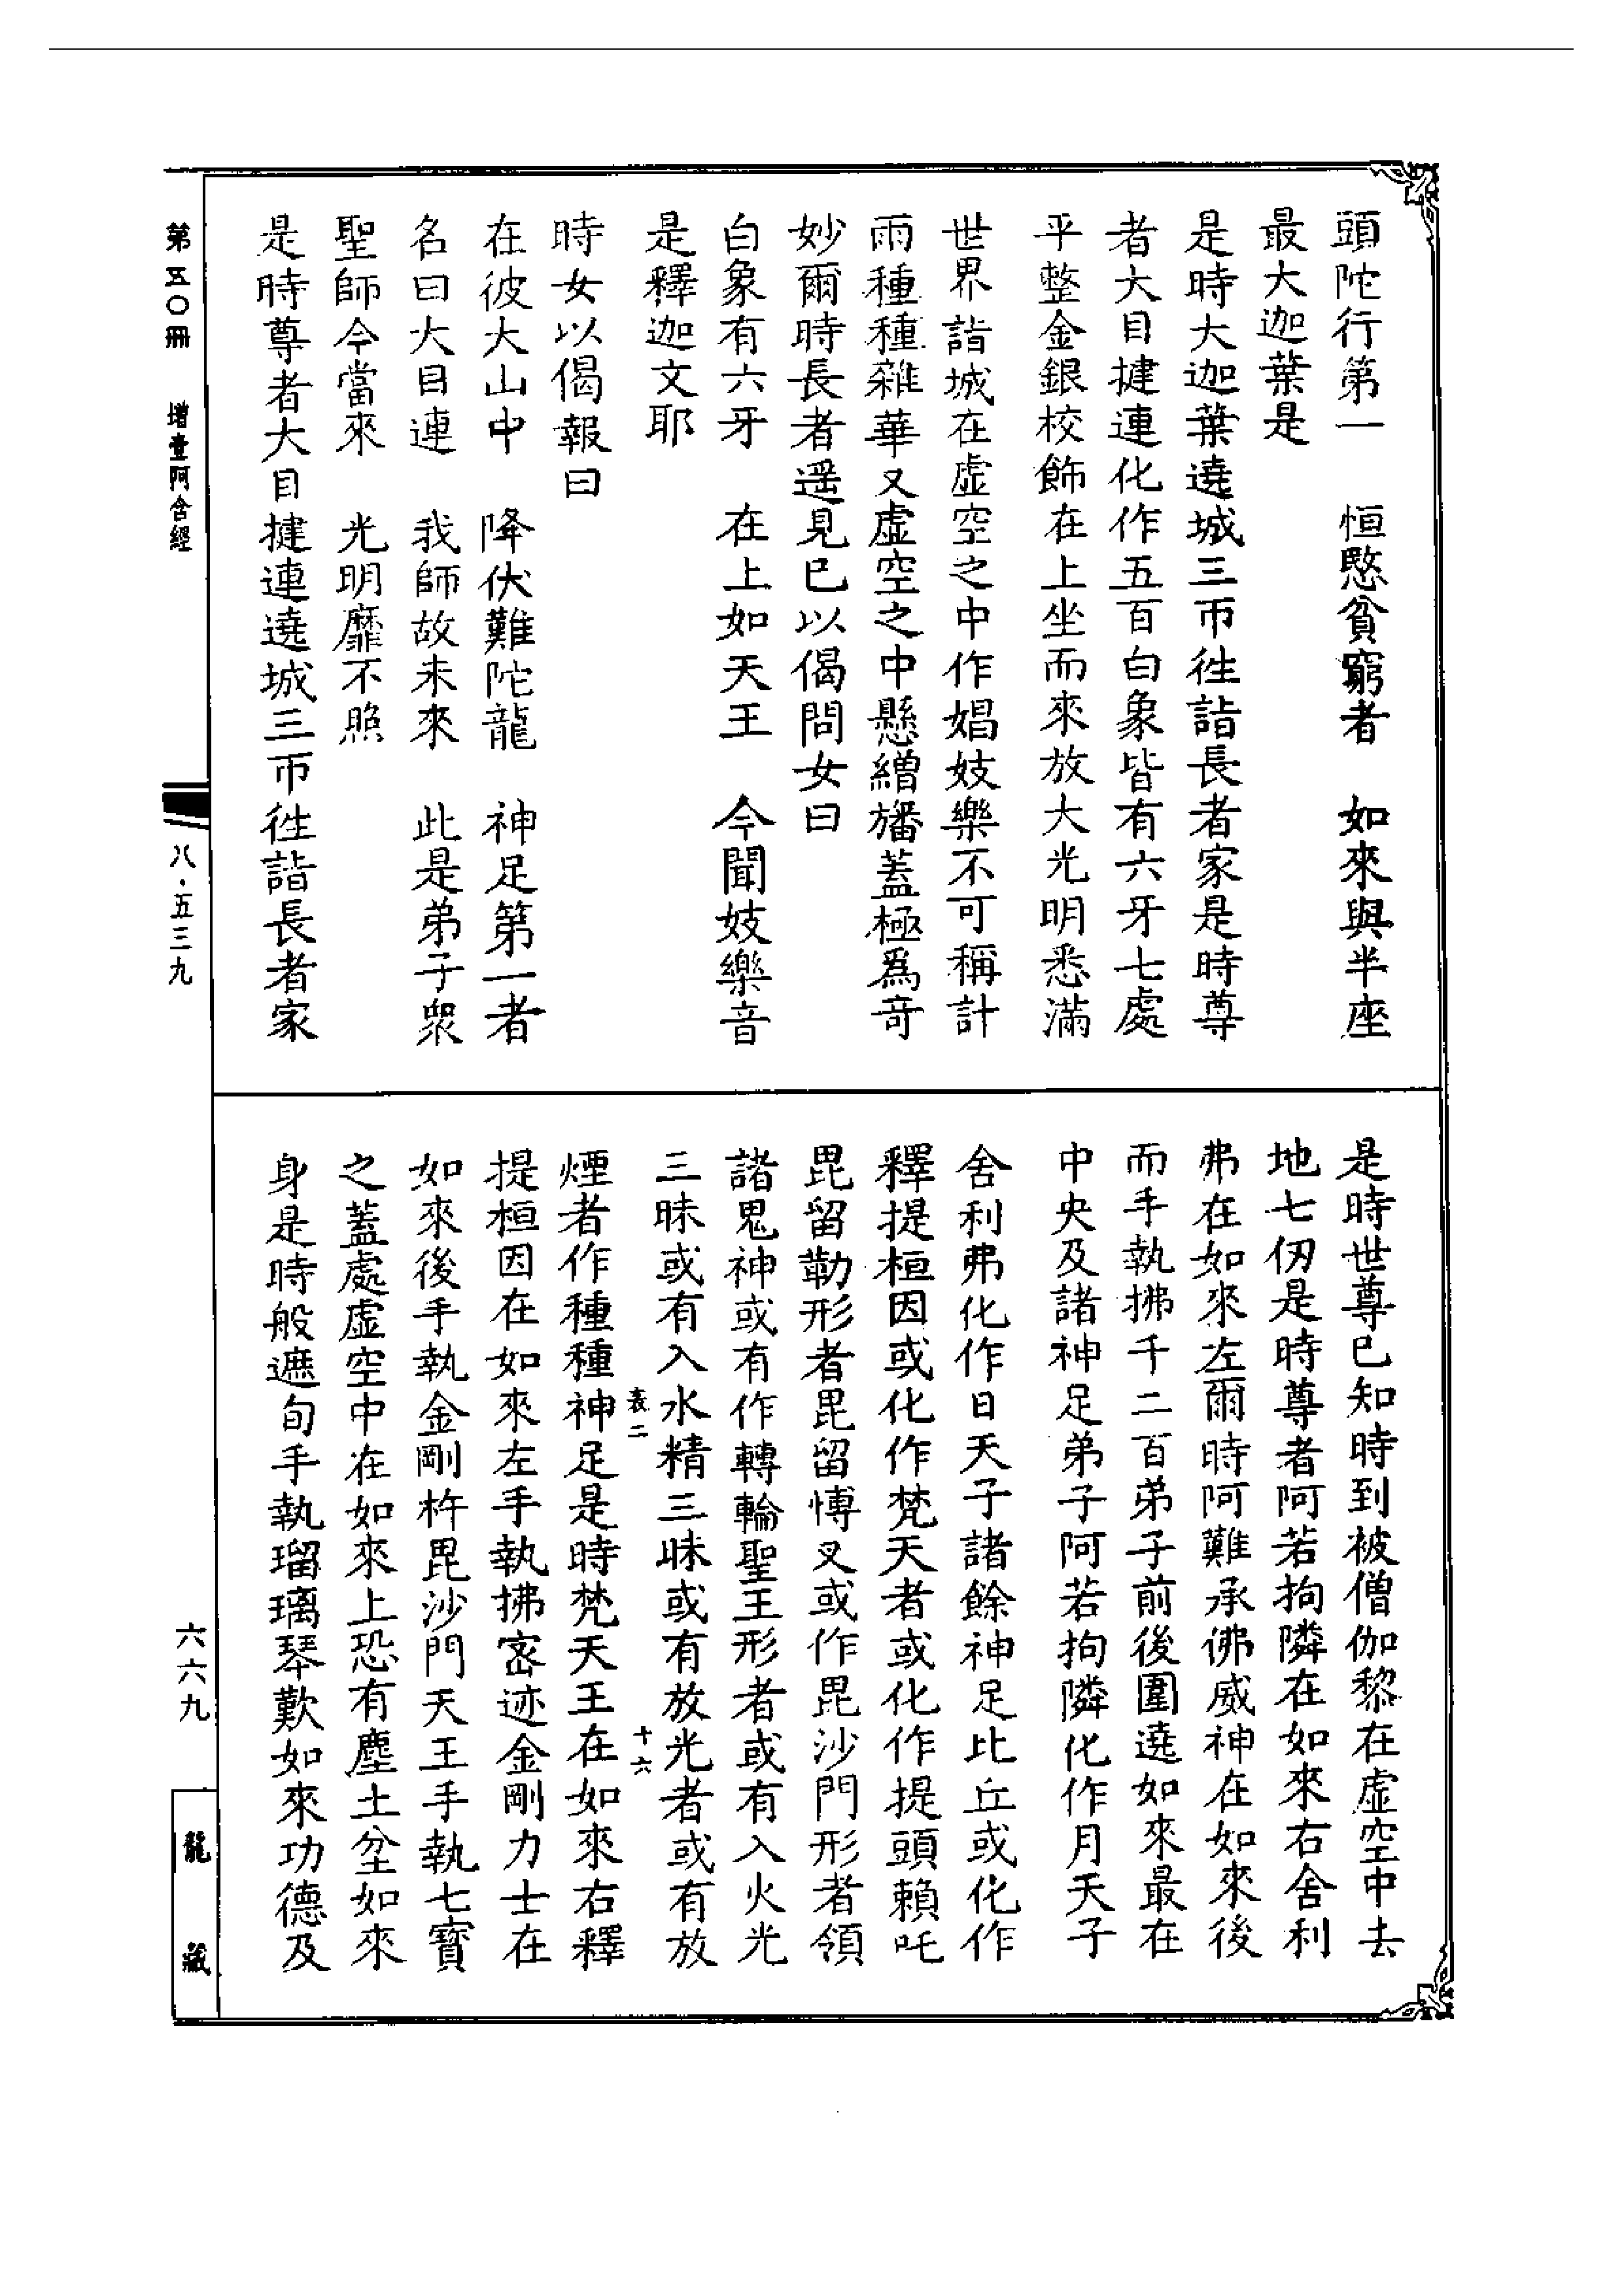 頭陀行第一　恒愍貧窮者　如來與半座
最大迦葉是
是時大迦葉遶城三帀徃詣長者家是時尊
者大目揵連化作五百白象皆有六牙七處
平整金銀校飾在上坐而來放大光明悉滿
世界詣城在虛空之中作娼妓樂不可稱計
雨種種雜華又虛空之中懸繒旛蓋極爲奇
妙爾時長者遥見已以偈問女曰
白象有六牙　在上如天王　今聞妓樂音
是釋迦文耶
時女以偈報曰
在彼大山中　降伏難陀龍　神足第一者
名曰大目連　我師故未來　此是弟子衆
聖師今當來　光明靡不照
是時尊者大目揵連遶城三帀徃詣長者家
是時世尊已知時到被僧伽黎在虛空中去
地七仞是時尊者阿若拘隣在如來右舍利
弗在如來左爾時阿難承佛威神在如來後
而手執拂千二百弟子前後圍遶如來最在
中央及諸神足弟子阿若拘隣化作月天子
舍利弗化作日天子諸餘神足比丘或化作
釋提桓因或化作梵天者或化作提頭賴吒
毘留勒形者毘留博叉或作毘沙門形者領
諸鬼神或有作轉輪聖王形者或有入火光
三昧或有入水精三昧或有放光者或有放
袁二　十六
煙者作種種神足是時梵天王在如來右釋
提桓因在如來左手執拂密迹金剛力士在
如來後手執金剛杵毘沙門天王手執七寶
之蓋處虛空中在如來上恐有塵土坌如來
身是時般遮旬手執瑠璃琴歎如來功德及
第五〇冊　增壹阿含經
八·五三九
六六九
龍藏